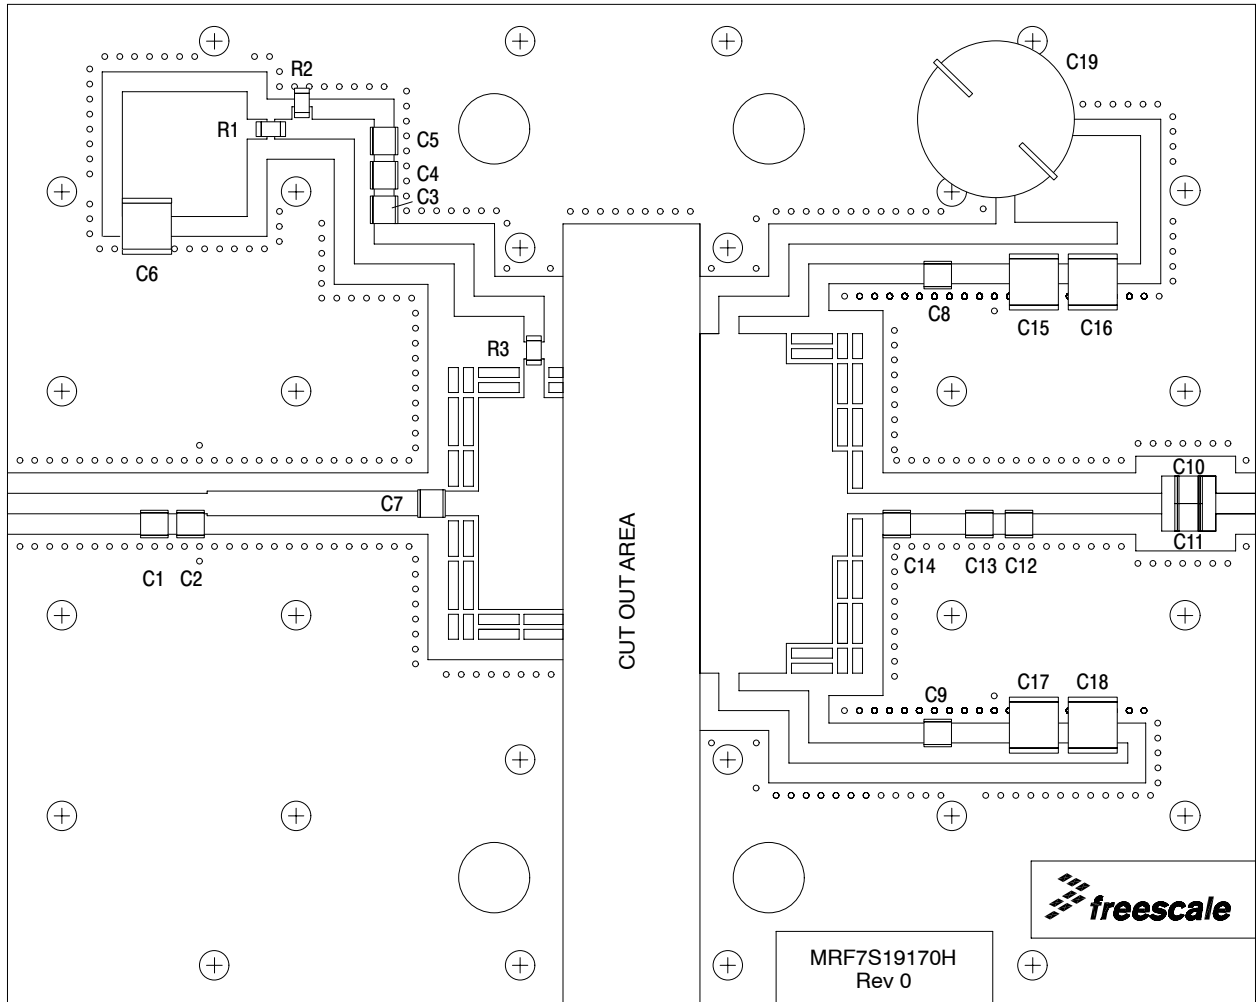 C19
R2
R1
C5
C4
C3
C6
C8
C15
C16
R3
C10
C7
C11
C1
C2
C14
C13
C12
CUT OUT AREA
C9
C17
C18
freescale
MRF7S19170H
Rev 0